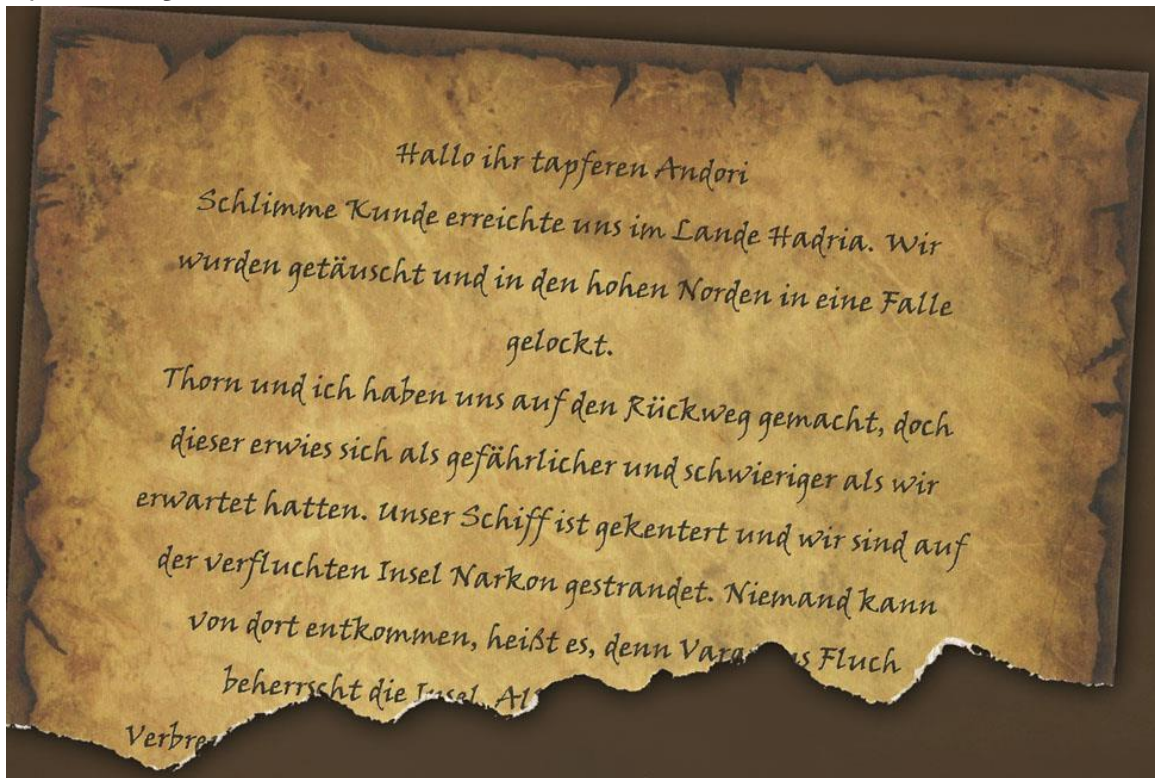 Hallo ihr tapferen Andori
Schlimme Kunde erreichte uns im Lande Hadria. Wir
wurden getäuscht und in den hohen Norden in eine Falle
gelockt.
Thorn und ich haben uns auf den Rückweg gemacht, doch
dieser erwies sich als gefährlicher und schwieriger als wir
erwartet hatten. Unser Schiff ist gekentert und wir sind auf
der verfluchten Insel Narkon gestrandet. Niemand kann
von dort entkommen, heißt es, denn Fluch
beherrscht die Insel.